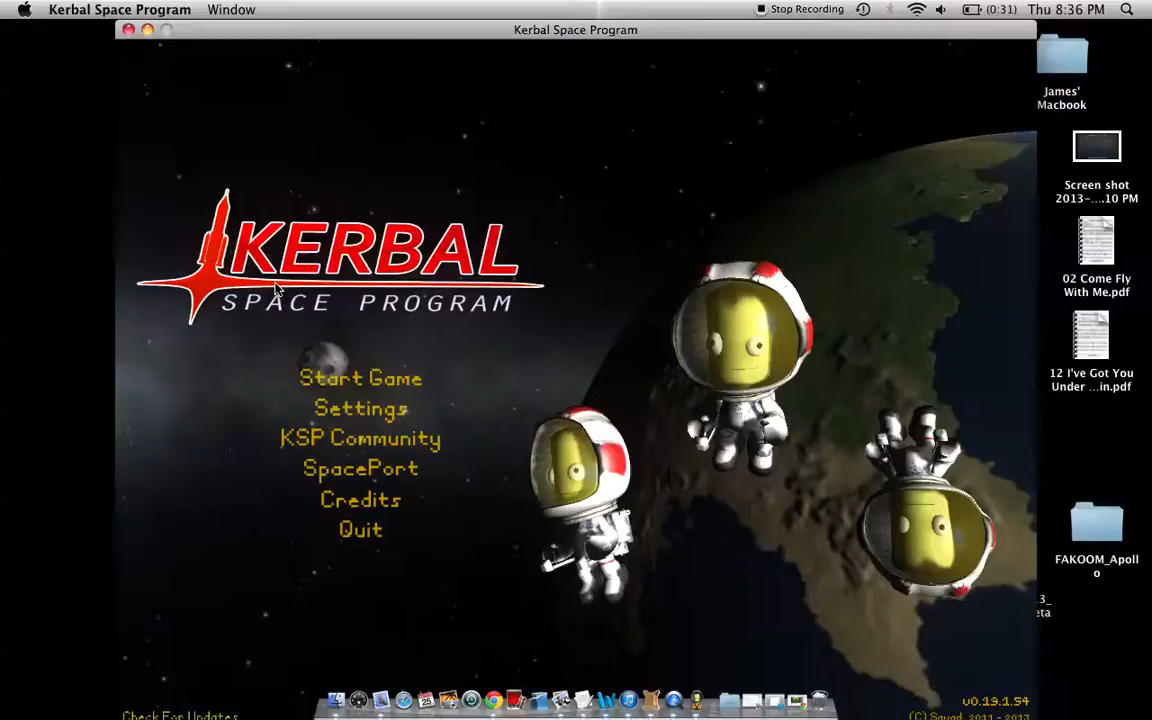 Kerbal Space Program Window
Stop Recording (0:31) Thu 8:36 PM
Kerbal Space Program
James'
Macbook
Screen shot
2013-....10 PM
02 Come Fly
With Me.pdf
12 I've Got You
Under ...in.pdf
FAKOOM_Apoll
o
KERBAL
SPACE PROGRAM
Start Game
Settings
KSP Community
SpacePort
Credits
Quit
Check For Updates
v0.19.1.54
(C) Squad, 2011 - 2013